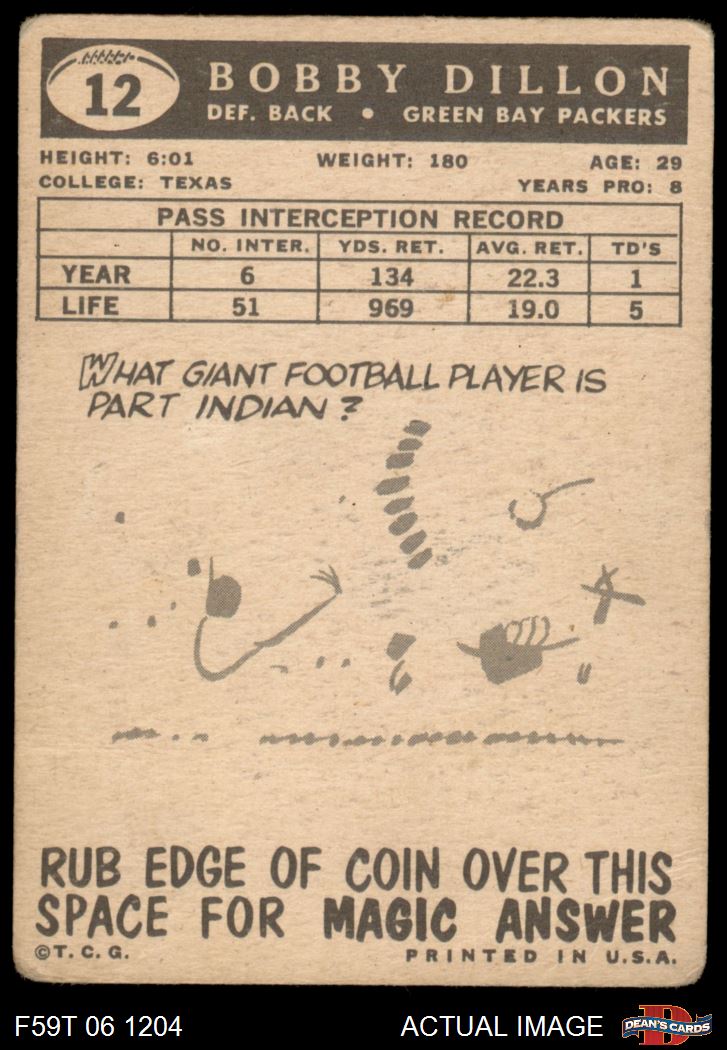 12
BOBBY DILLON
DEF. BACK • GREEN BAY PACKERS
HEIGHT: 6:01 WEIGHT: 180 AGE: 29
COLLEGE: TEXAS YEARS PRO: 8
PASS INTERCEPTION RECORD
NO. INTER. YDS. RET. AVG. RET. TD'S
YEAR 6 134 22.3 1
LIFE 51 969 19.0 5
WHAT GIANT FOOTBALL PLAYER IS
PART INDIAN?
RUB EDGE OF COIN OVER THIS
SPACE FOR MAGIC ANSWER
©T. C. G. PRINTED IN U.S.A.
F59T 06 1204 ACTUAL IMAGE DEAN'S CARDS